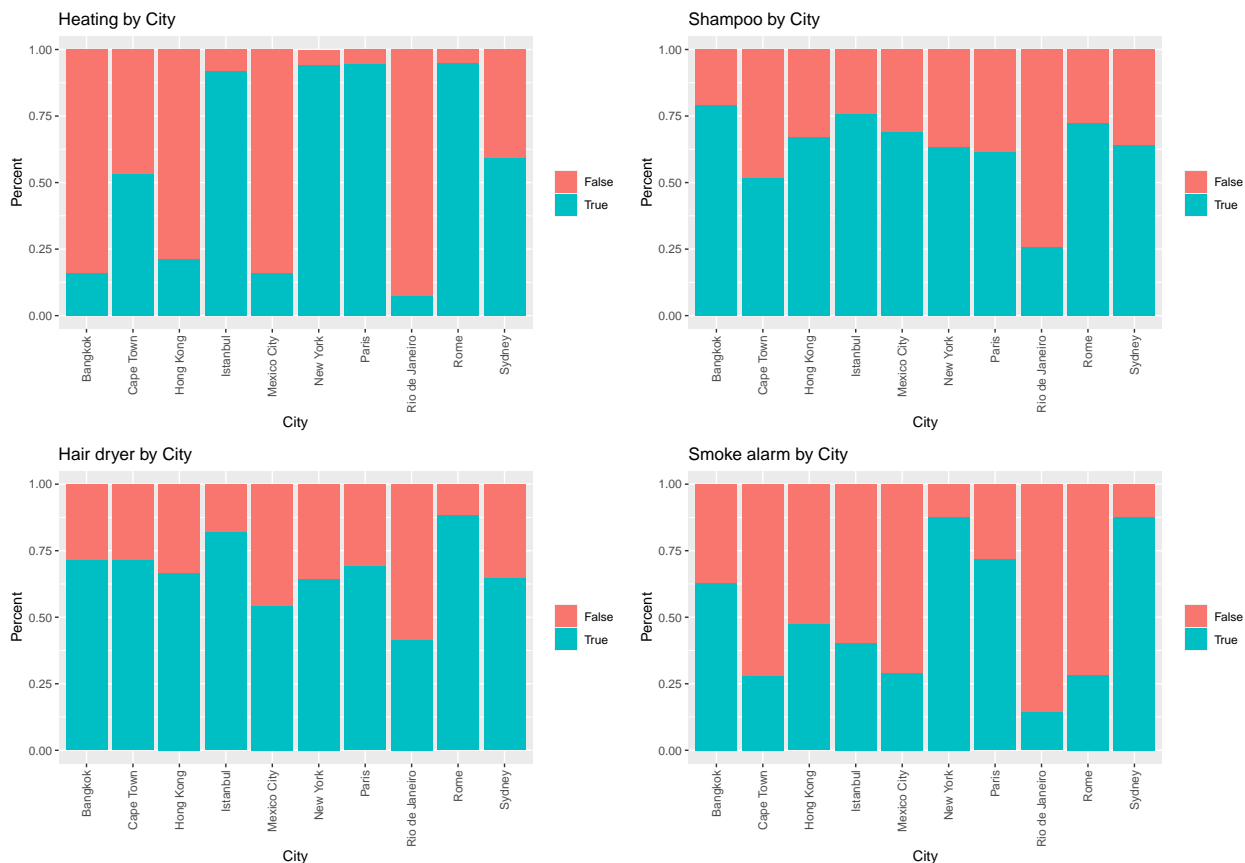 Heating by City
1.00
0.75
0.50
0.25
0.00
Percent
Bangkok
Cape Town
Hong Kong
Istanbul
Mexico City
New York
Paris
Rio de Janeiro
Rome
Sydney
City
False
True
Shampoo by City
1.00
0.75
0.50
0.25
0.00
Percent
Bangkok
Cape Town
Hong Kong
Istanbul
Mexico City
New York
Paris
Rio de Janeiro
Rome
Sydney
City
False
True
Hair dryer by City
1.00
0.75
0.50
0.25
0.00
Percent
Bangkok
Cape Town
Hong Kong
Istanbul
Mexico City
New York
Paris
Rio de Janeiro
Rome
Sydney
City
False
True
Smoke alarm by City
1.00
0.75
0.50
0.25
0.00
Percent
Bangkok
Cape Town
Hong Kong
Istanbul
Mexico City
New York
Paris
Rio de Janeiro
Rome
Sydney
City
False
True